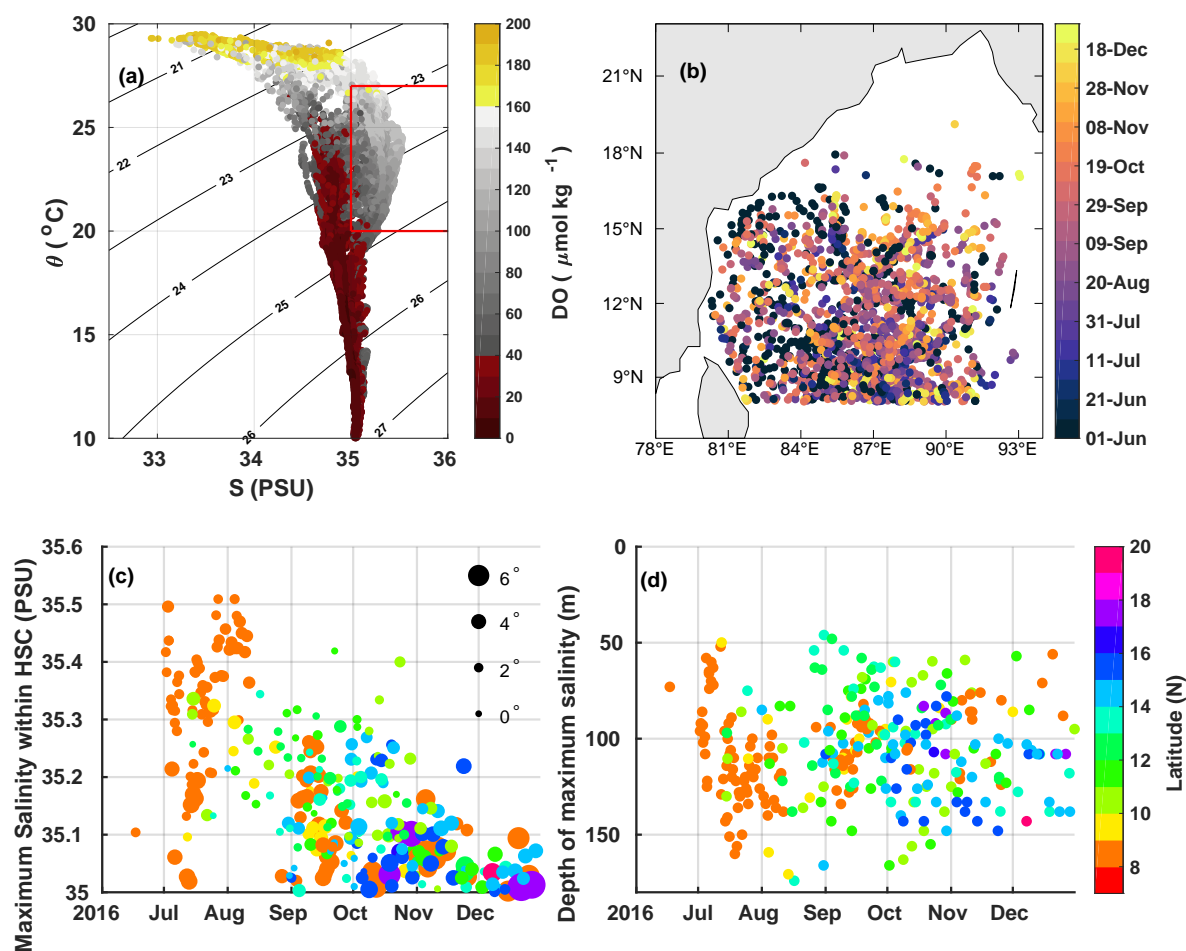 (a)
30
25
20
15
10
θ ( °C)
33
34
35
36
S (PSU)
21
22
23
24
25
26
23
26
27
200
180
160
140
120
100
80
60
40
20
0
DO ( μmol kg -1 )
(b)
21°N
18°N
15°N
12°N
9°N
78°E
81°E
84°E
87°E
90°E
93°E
18-Dec
28-Nov
08-Nov
19-Oct
29-Sep
09-Sep
20-Aug
31-Jul
11-Jul
21-Jun
01-Jun
(c)
35.6
35.5
35.4
35.3
35.2
35.1
35
Maximum Salinity within HSC (PSU)
6°
4°
2°
0°
2016
Jul
Aug
Sep
Oct
Nov
Dec
(d)
0
50
100
150
Depth of maximum salinity (m)
2016
Jul
Aug
Sep
Oct
Nov
Dec
20
18
16
14
12
10
8
Latitude (N)